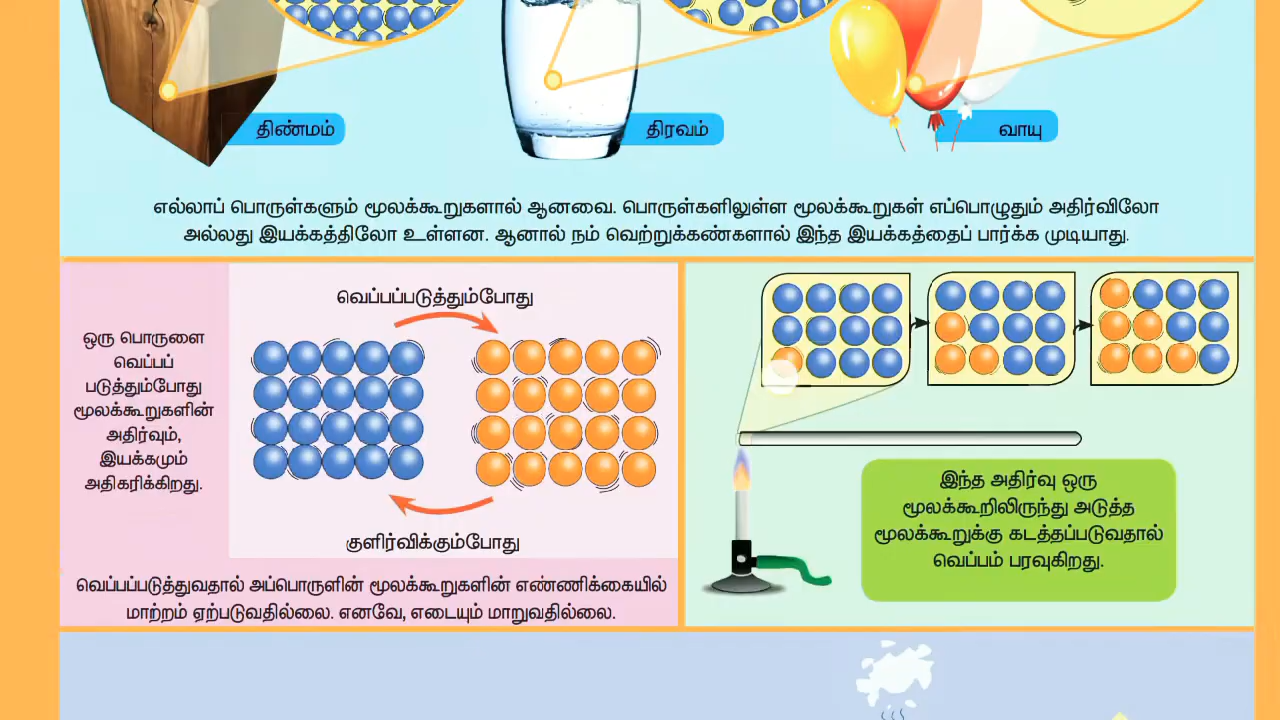 திண்மம்
திரவம்
வாயு
எல்லாப் பொருள்களும் மூலக்கூறுகளால் ஆனவை. பொருள்களிலுள்ள மூலக்கூறுகள் எப்பொழுதும் அதிர்விலோ
அல்லது இயக்கத்திலோ உள்ளன. ஆனால் நம் வெற்றுக்கண்களால் இந்த இயக்கத்தைப் பார்க்க முடியாது.
ஒரு பொருளை
வெப்பப்
படுத்தும்போது
மூலக்கூறுகளின்
அதிர்வும்,
இயக்கமும்
அதிகரிக்கிறது.
வெப்பப்படுத்தும்போது
குளிர்விக்கும்போது
வெப்பப்படுத்துவதால் அப்பொருளின் மூலக்கூறுகளின் எண்ணிக்கையில்
மாற்றம் ஏற்படுவதில்லை. எனவே, எடையும் மாறுவதில்லை.
இந்த அதிர்வு ஒரு
மூலக்கூறிலிருந்து அடுத்த
மூலக்கூறுக்கு கடத்தப்படுவதால்
வெப்பம் பரவுகிறது.